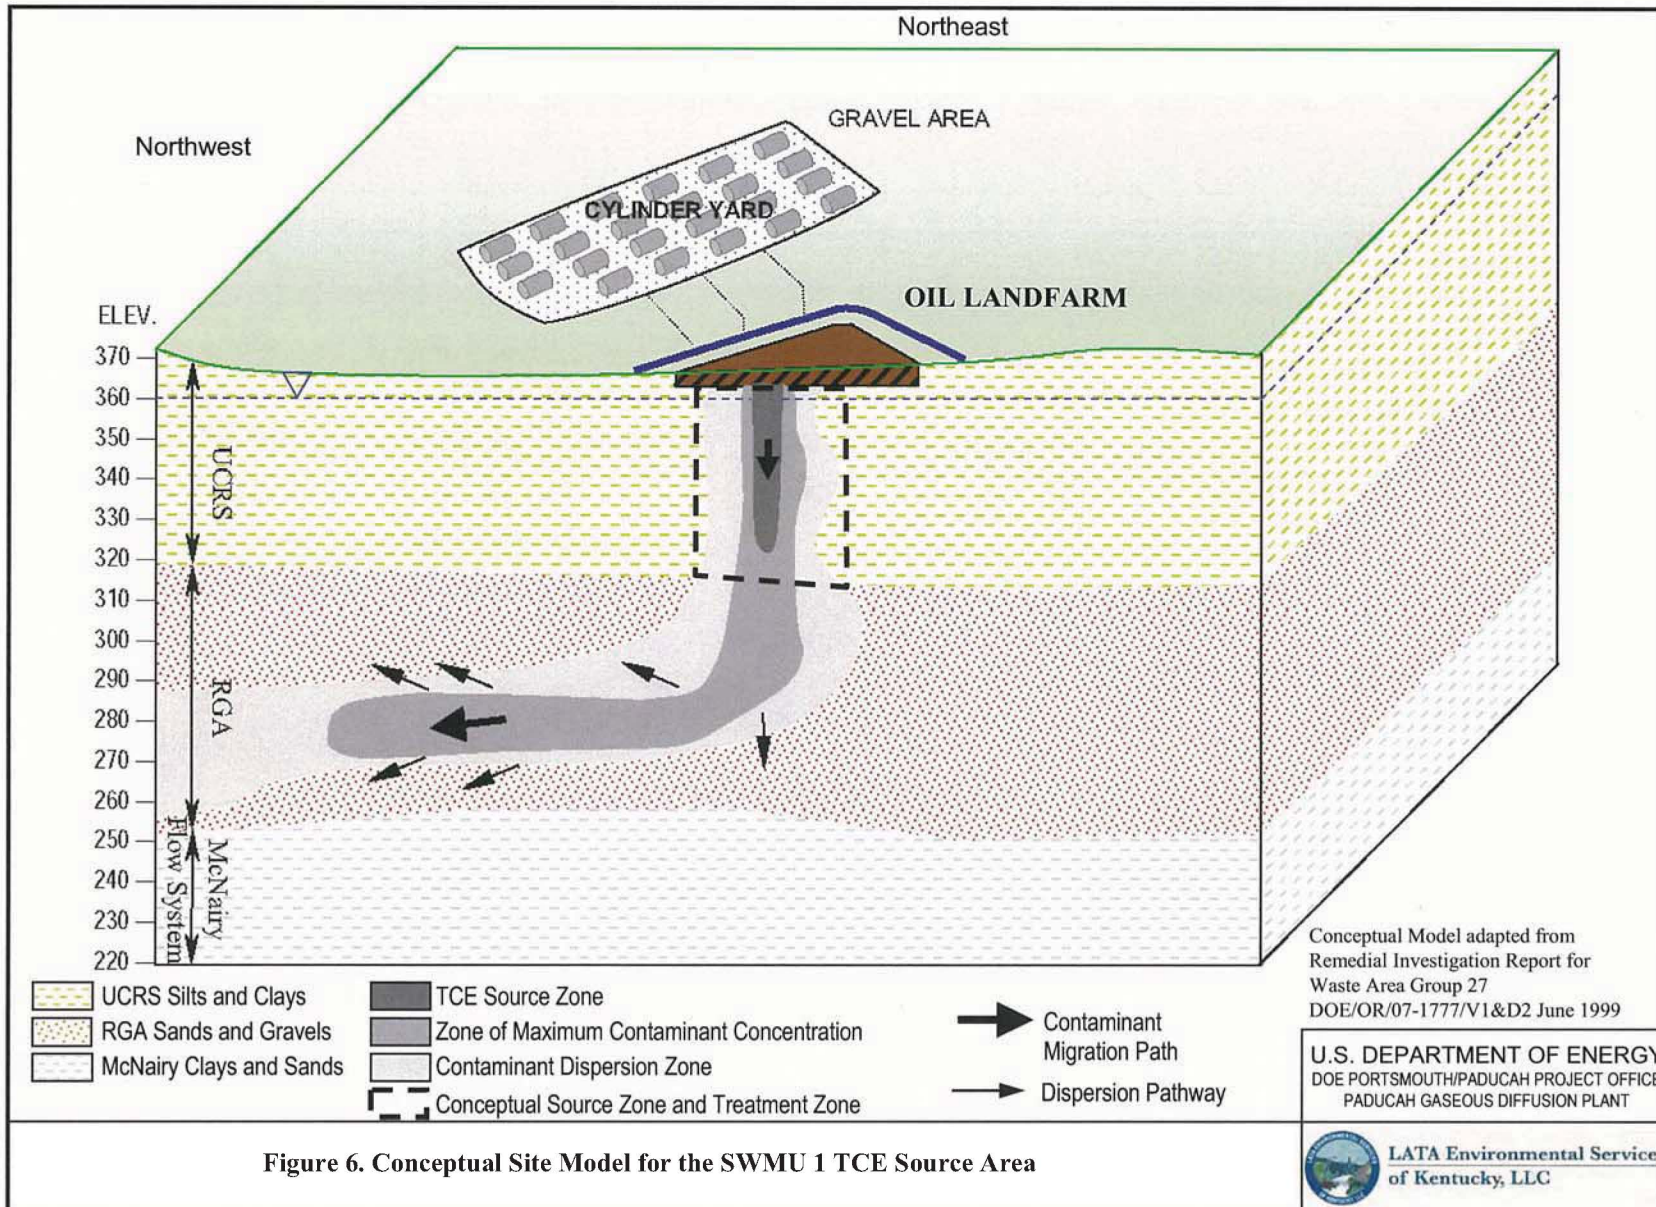 Northeast
Northwest
GRAVEL AREA
CYLINDER YARD
OIL LANDFARM
ELEV.
370
360
350
340
330
320
310
300
290
280
270
260
250
240
230
220
UCRS
RGA
McNairy
Flow System
UCRS Silts and Clays
RGA Sands and Gravels
McNairy Clays and Sands
TCE Source Zone
Zone of Maximum Contaminant Concentration
Contaminant Dispersion Zone
Conceptual Source Zone and Treatment Zone
Contaminant
Migration Path
Dispersion Pathway
Conceptual Model adapted from
Remedial Investigation Report for
Waste Area Group 27
DOE/OR/07-1777/V1&D2 June 1999
U.S. DEPARTMENT OF ENERGY
DOE PORTSMOUTH/PADUCAH PROJECT OFFICE
PADUCAH GASEOUS DIFFUSION PLANT
LATA Environmental Service
of Kentucky, LLC
Figure 6. Conceptual Site Model for the SWMU 1 TCE Source Area